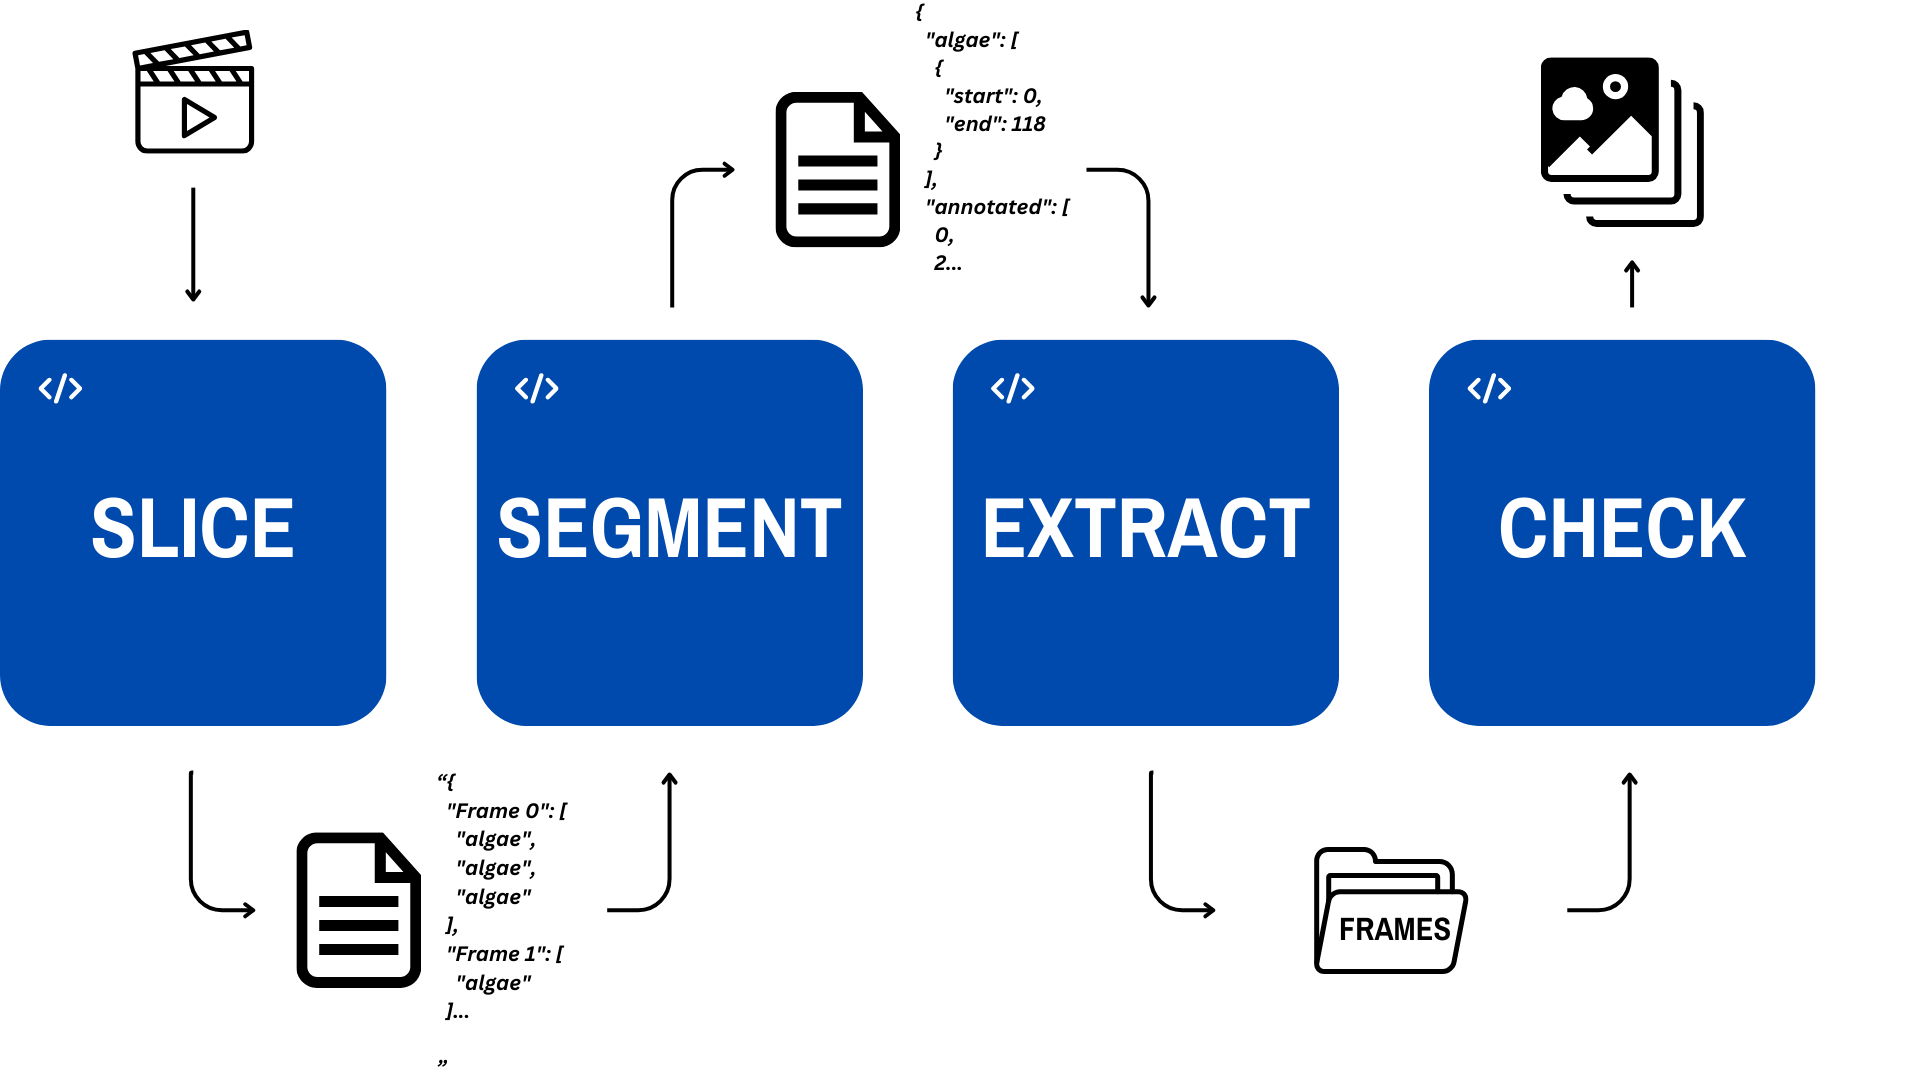 {
"algae": [
{
"start": 0,
"end": 118
}
],
"annotated": [
0,
2...
</>
</>
</>
</>
SLICE
SEGMENT
EXTRACT
CHECK
“{
"Frame 0": [
"algae",
"algae",
"algae"
],
"Frame 1": [
"algae"
]...
”
FRAMES